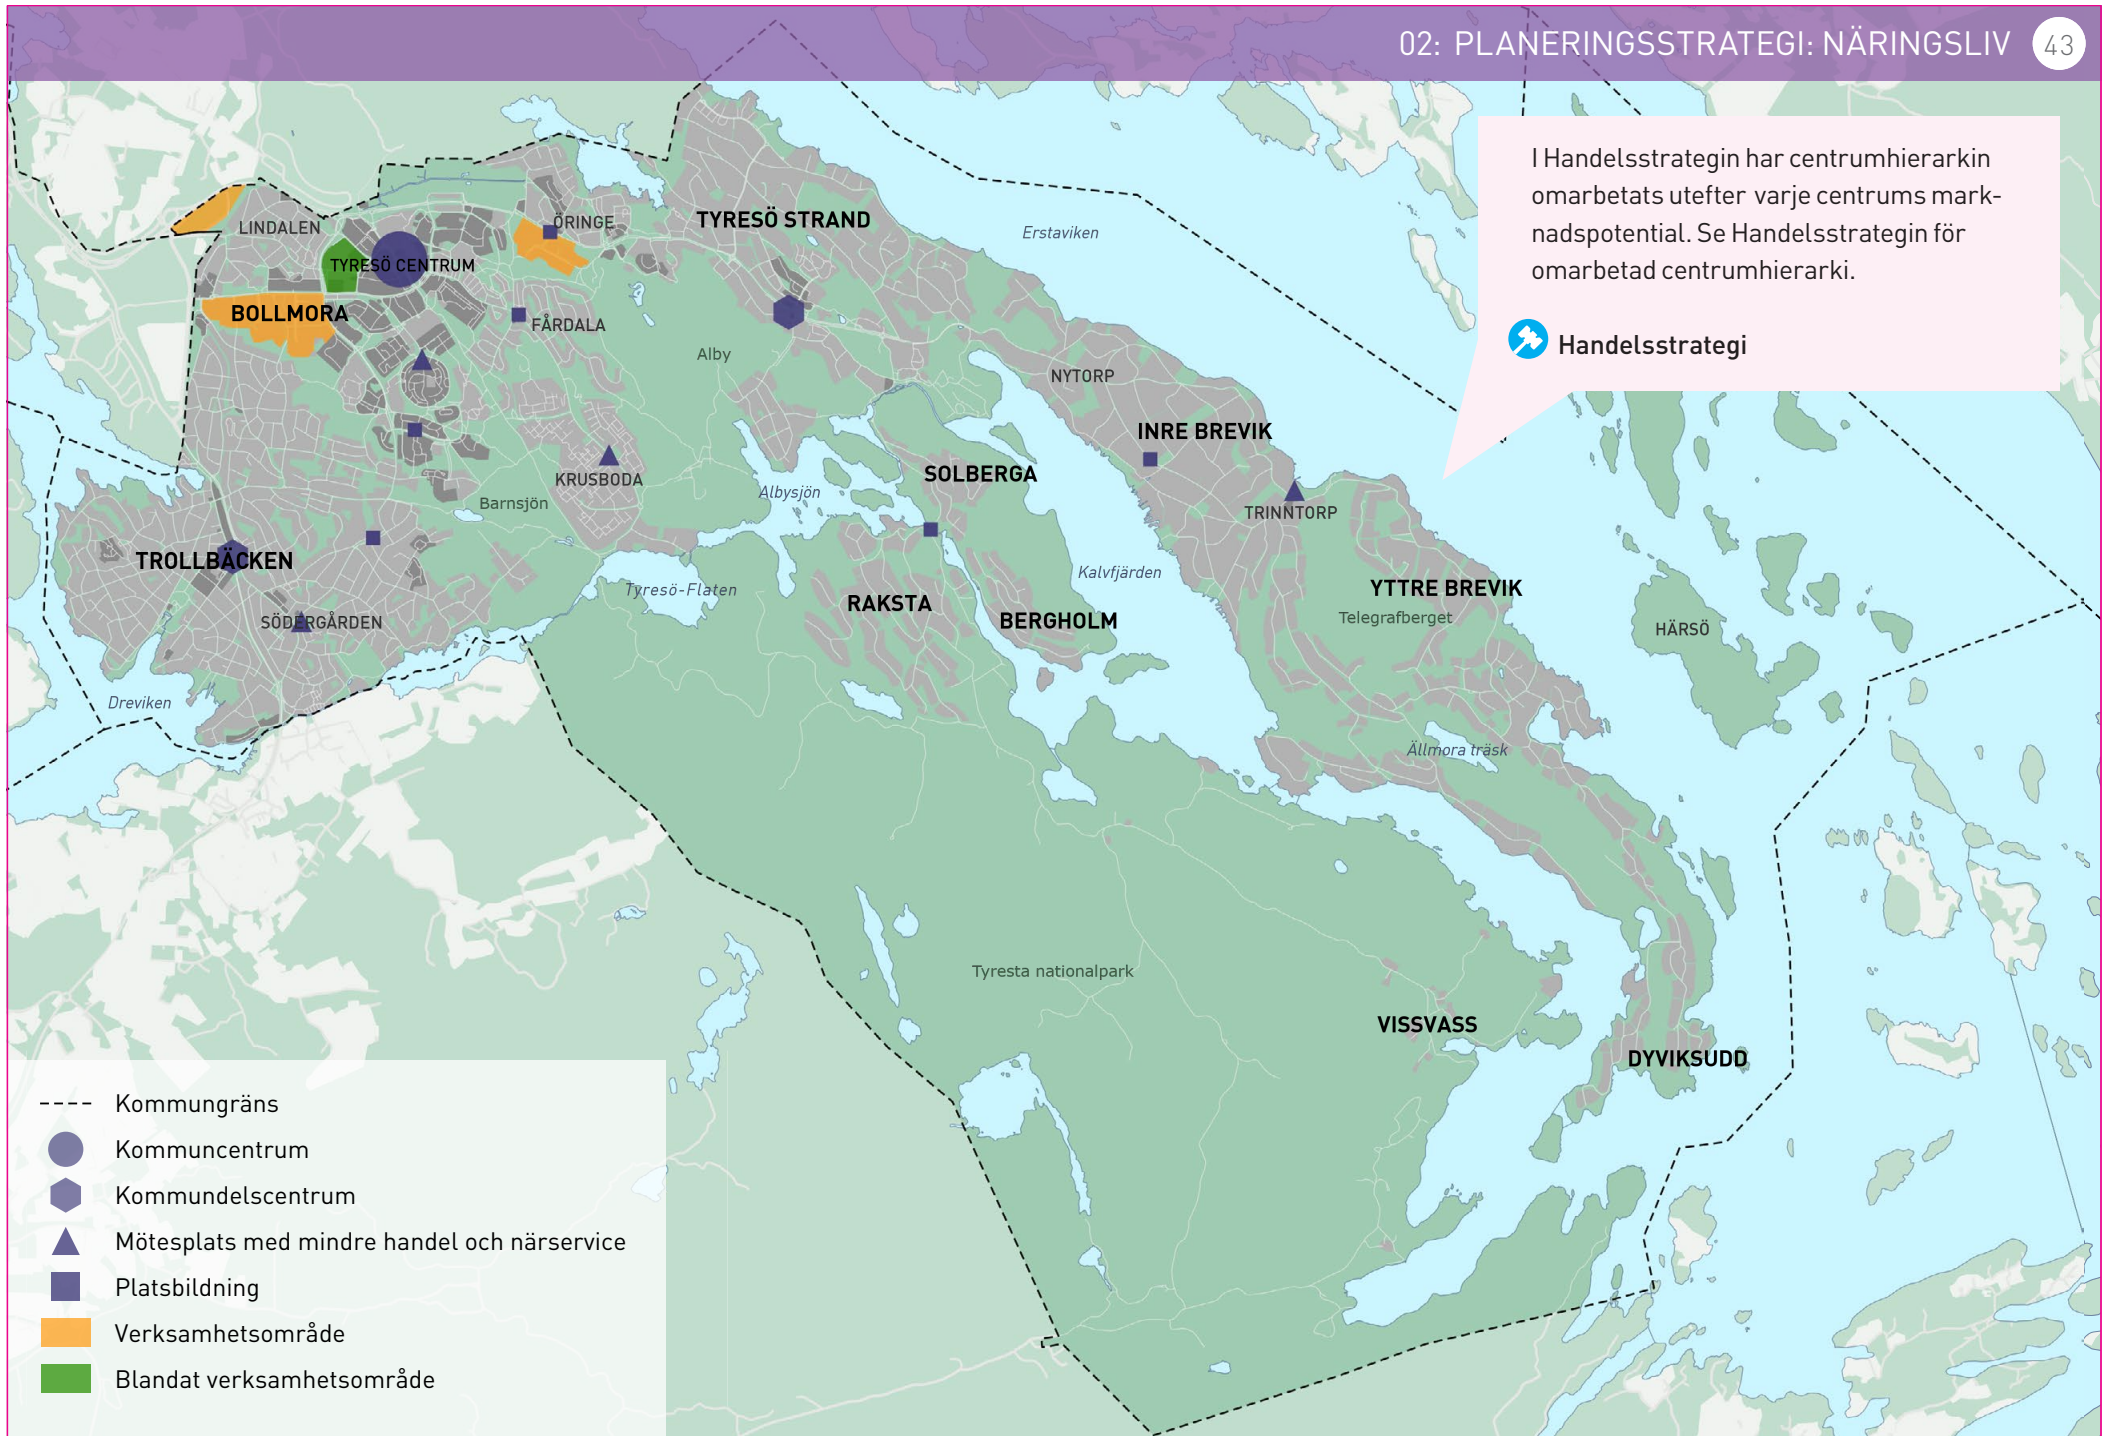 02: PLANERINGSSTRATEGI: NÄRINGSLIV
43
I Handelsstrategin har centrumhierarkin
omarbetats utefter varje centrums mark-
nadspotential. Se Handelsstrategin för
omarbetad centrumhierarki.
Handelsstrategi
LINDALEN
ÖRINGE
TYRESÖ STRAND
Erstaviken
TYRESÖ CENTRUM
BOLLMORA
FÅRDALA
Alby
NYTORP
INRE BREVIK
SOLBERGA
KRUSBODA
Albysjön
Barnsjön
TRINNTORP
TROLLBÄCKEN
Kalvfjärden
Tyresö-Flaten
YTTRE BREVIK
RAKSTA
Telegrafberget
BERGHOLM
SÖDERGÅRDEN
HÄRSÖ
Dreviken
Ällmora träsk
Tyresta nationalpark
VISSVASS
DYVIKSUDD
Kommungräns
Kommuncentrum
Kommundelscentrum
Mötesplats med mindre handel och närservice
Platsbildning
Verksamhetsområde
Blandat verksamhetsområde